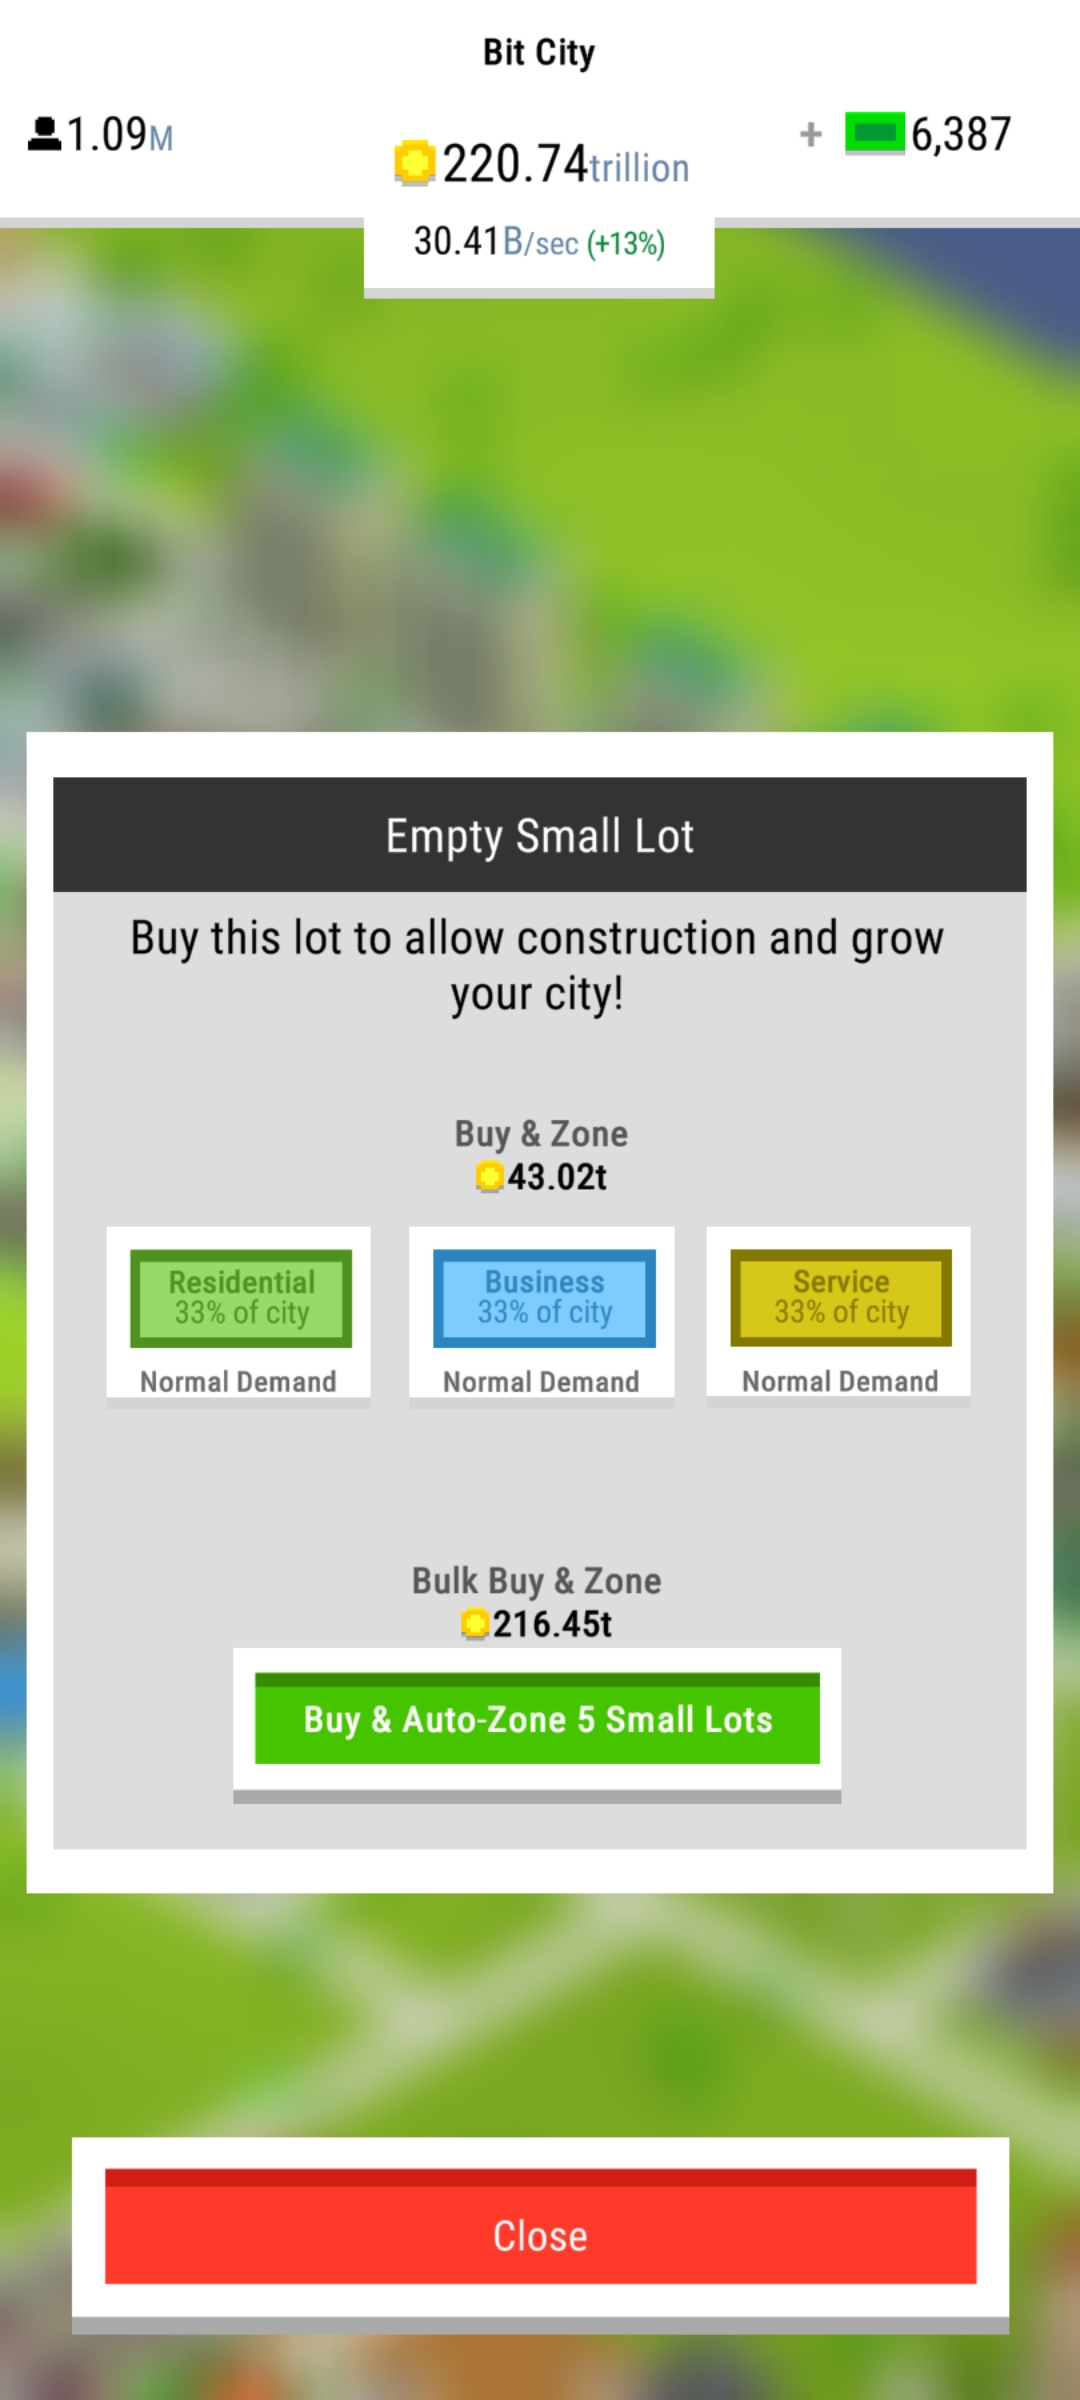 Bit City
1.09M
220.74trillion
+ 6,387
30.41B/sec (+13%)
Empty Small Lot
Buy this lot to allow construction and grow
your city!
Buy & Zone
43.02t
Residential
33% of city
Normal Demand
Business
33% of city
Normal Demand
Service
33% of city
Normal Demand
Bulk Buy & Zone
216.45t
Buy & Auto-Zone 5 Small Lots
Close